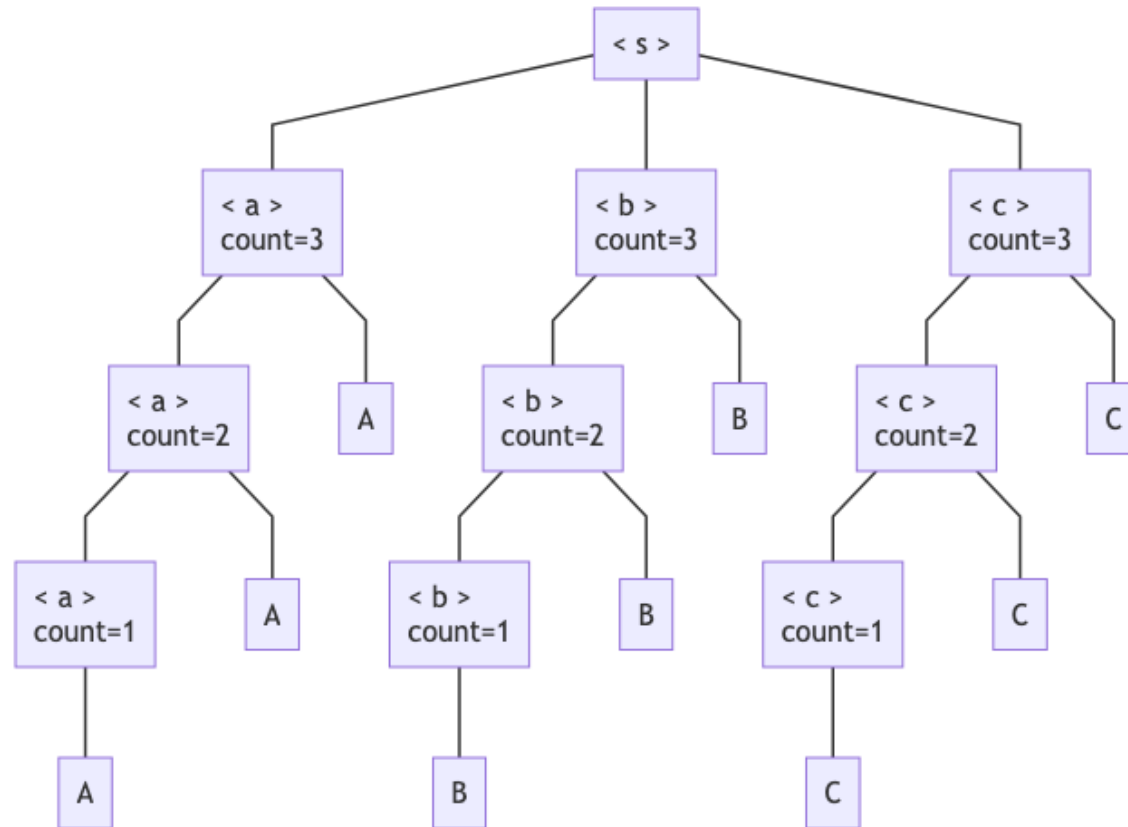 < s >
< a >
count=3
< b >
count=3
< c >
count=3
< a >
count=2
A
< b >
count=2
B
< c >
count=2
C
< a >
count=1
A
< b >
count=1
B
< c >
count=1
C
A
B
C